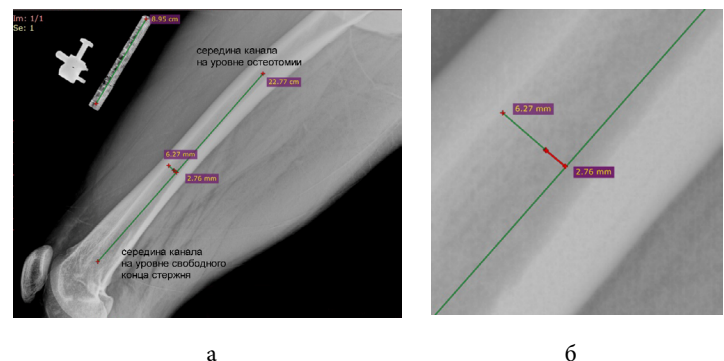 Im: 1/1
Se: 1
8.95 cm
середина канала
на уровне остеотомии
22.77 cm
6.27 mm
2.76 mm
середина канала
на уровне свободного
конца стержня
6.27 mm
2.76 mm
а
б